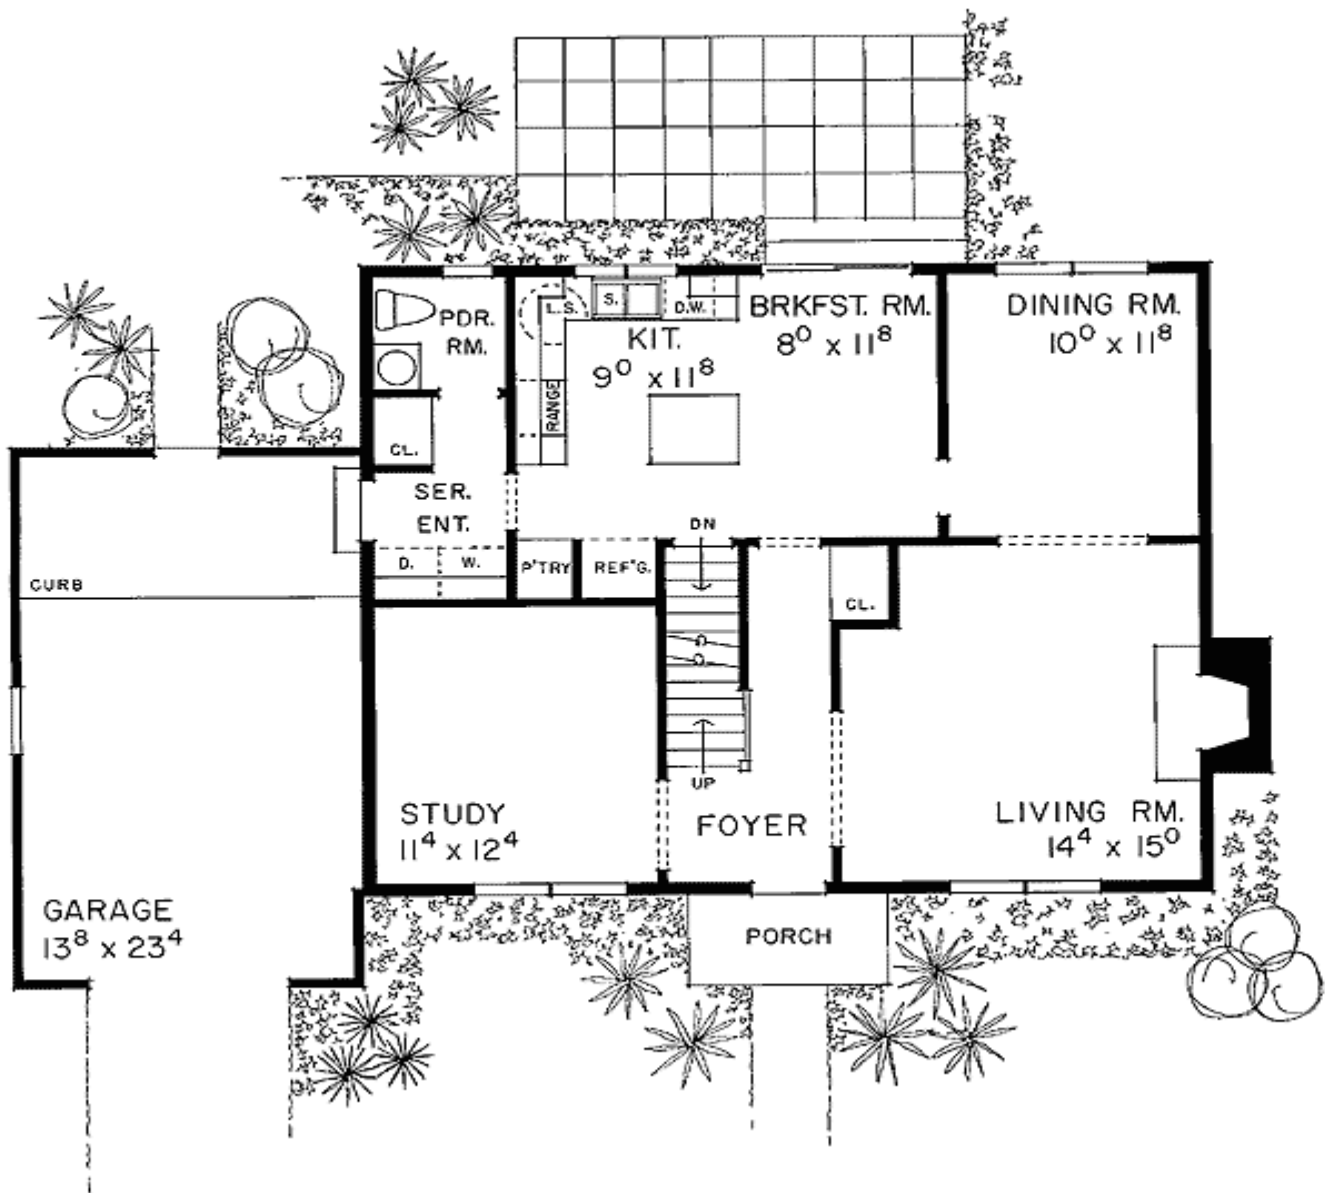 PDR.
RM.
L.S.
S.
D.W.
KIT.
9⁰ x 11⁸
RANGE
BRKFST. RM.
8⁰ x 11⁸
DINING RM.
10⁰ x 11⁸
CL.
SER.
ENT.
D.
W.
P'TRY
REF'G.
DN
CL.
CURB
UP
STUDY
11⁴ x 12⁴
FOYER
LIVING RM.
14⁴ x 15⁰
GARAGE
13⁸ x 23⁴
PORCH